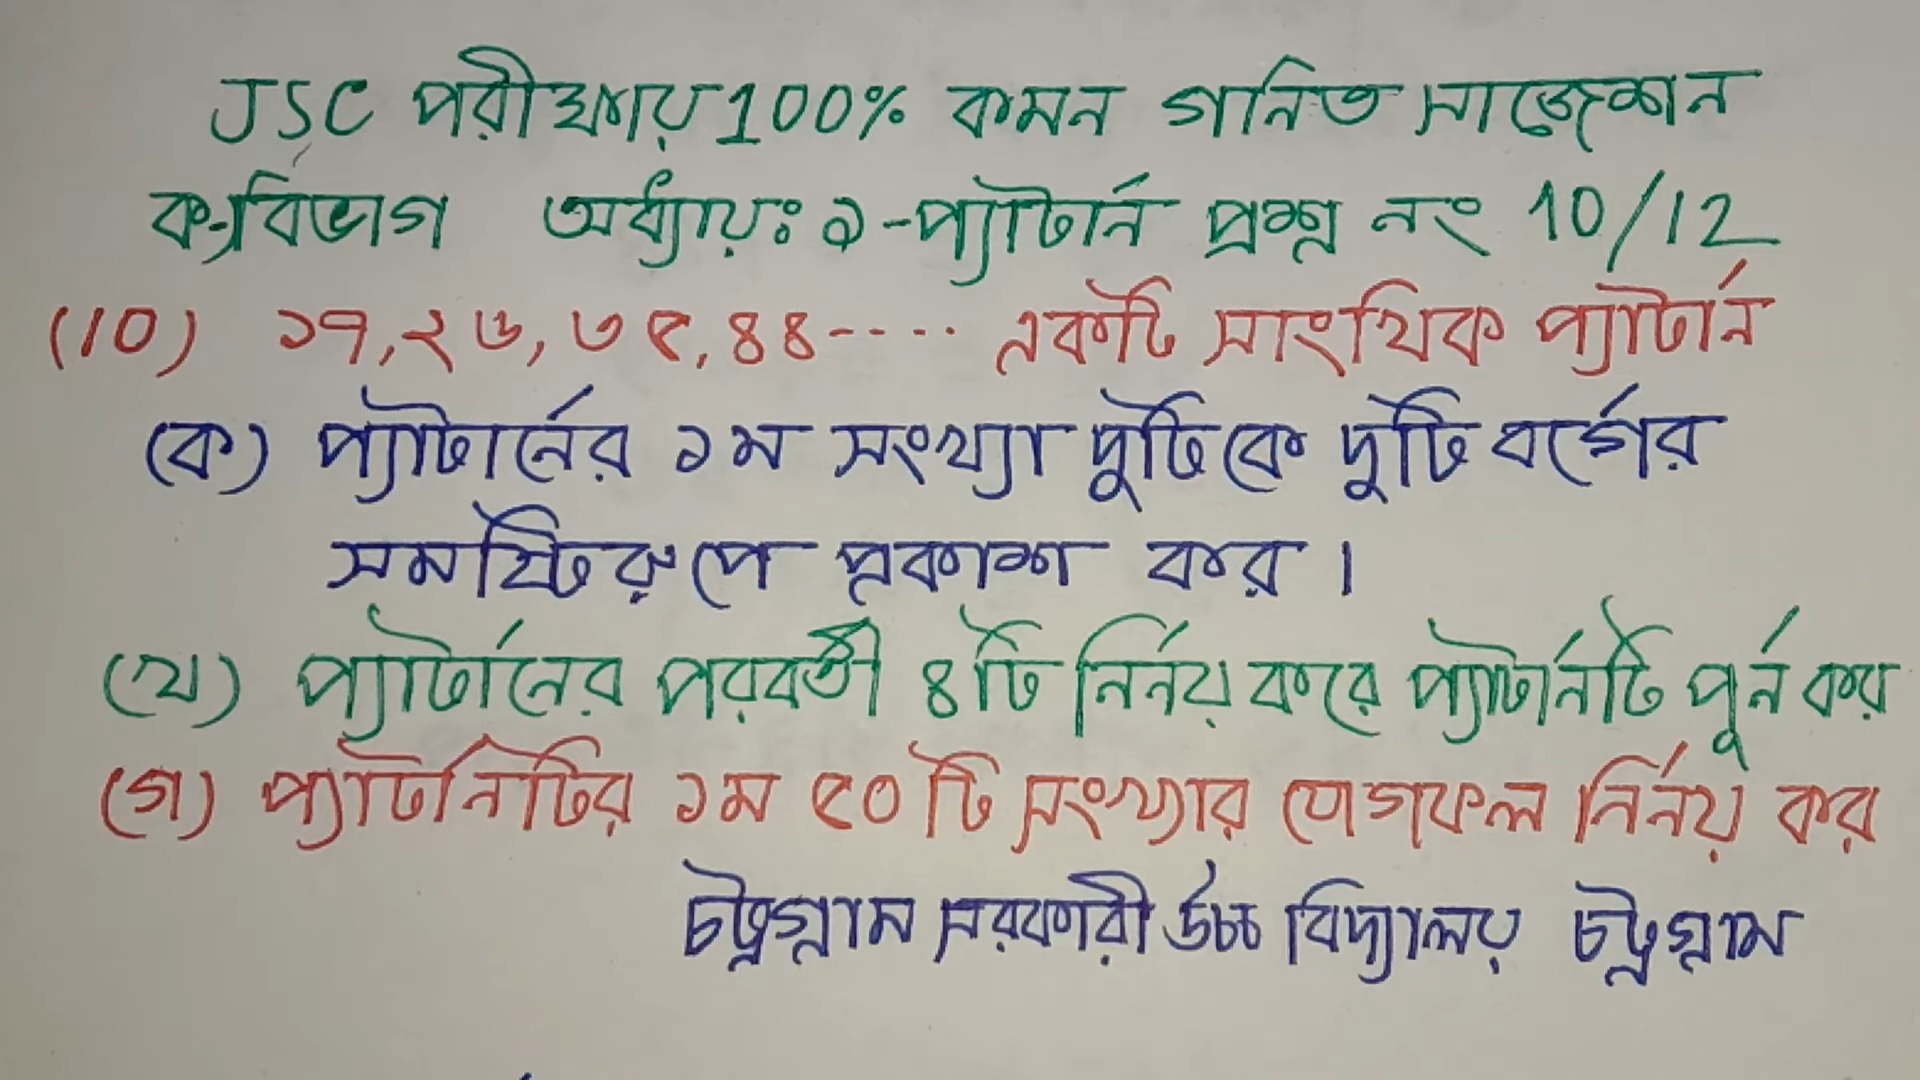 JSC পরীক্ষায় 100% কমন গনিত সাজেশন
ক-বিভাগ অধ্যায়ঃ ১-প্যাটার্ন প্রশ্ন নং 10/12
(10) ১৭,২৬,৩৫,৪৪---- একটি সাংখিক প্যাটার্ন
(ক) প্যাটার্নের ১ম সংখ্যা দুটিকে দুটি বর্গের
সমষ্টিরুপে প্রকাশ কর ।
(খ) প্যার্টানের পরবর্তী ৪টি নির্নয় করে প্যাটার্নটি পূর্ন কর
(গ) প্যাটার্নটির ১ম ৫০ টি সংখ্যার যোগফল নির্নয় কর
চট্টগ্রাম সরকারী উচ্চ বিদ্যালয় চট্টগ্রাম